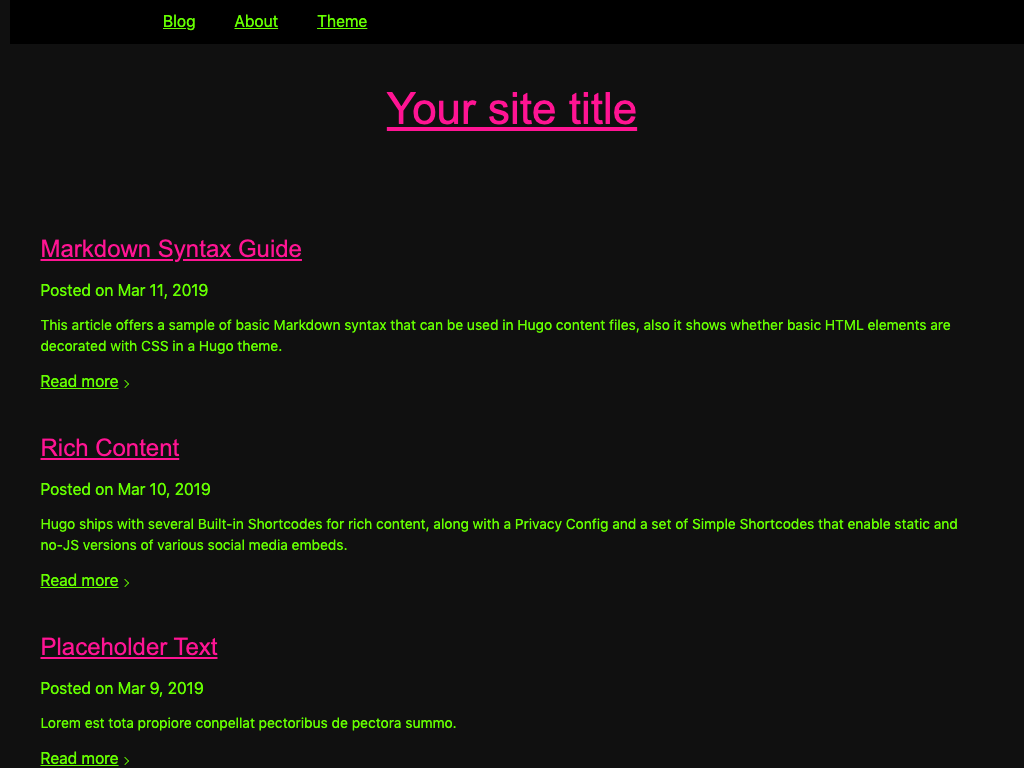 Blog About Theme
Your site title
Markdown Syntax Guide
Posted on Mar 11, 2019
This article offers a sample of basic Markdown syntax that can be used in Hugo content files, also it shows whether basic HTML elements are
decorated with CSS in a Hugo theme.
Read more
Rich Content
Posted on Mar 10, 2019
Hugo ships with several Built-in Shortcodes for rich content, along with a Privacy Config and a set of Simple Shortcodes that enable static and
no-JS versions of various social media embeds.
Read more
Placeholder Text
Posted on Mar 9, 2019
Lorem est tota propiore conpellat pectoribus de pectora summo.
Read more